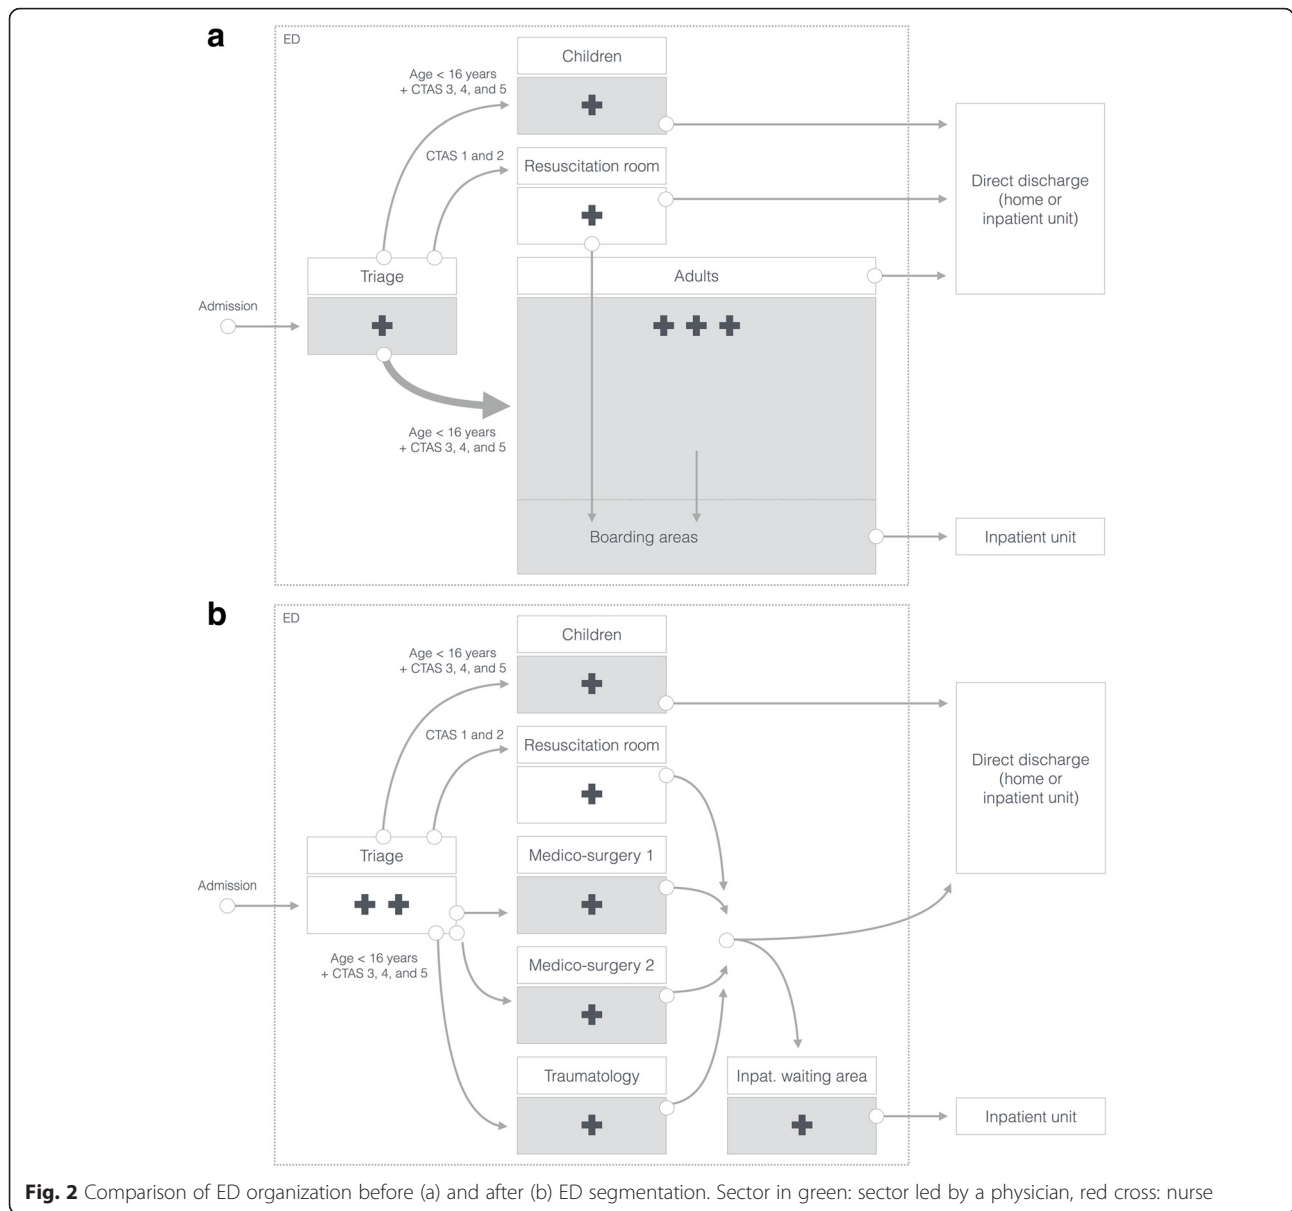 a
ED
Children
Age < 16 years
+ CTAS 3, 4, and 5
CTAS 1 and 2
Resuscitation room
Direct discharge
(home or
inpatient unit)
Triage
Adults
Admission
Age < 16 years
+ CTAS 3, 4, and 5
Boarding areas
Inpatient unit
b
ED
Children
Age < 16 years
+ CTAS 3, 4, and 5
CTAS 1 and 2
Resuscitation room
Direct discharge
(home or
inpatient unit)
Triage
Medico-surgery 1
Admission
Age < 16 years
+ CTAS 3, 4, and 5
Medico-surgery 2
Traumatology
Inpat. waiting area
Inpatient unit
Fig. 2 Comparison of ED organization before (a) and after (b) ED segmentation. Sector in green: sector led by a physician, red cross: nurse